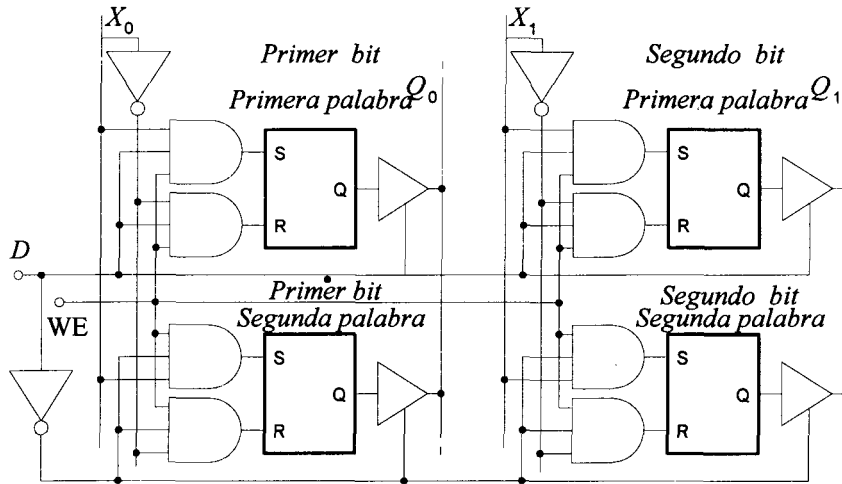 X0
X1
Primer bit
Segundo bit
Primera palabra Q0
Primera palabra Q1
S
Q
R
S
Q
R
D
WE
Primer bit
Segunda palabra
Segundo bit
Segunda palabra
S
Q
R
S
Q
R